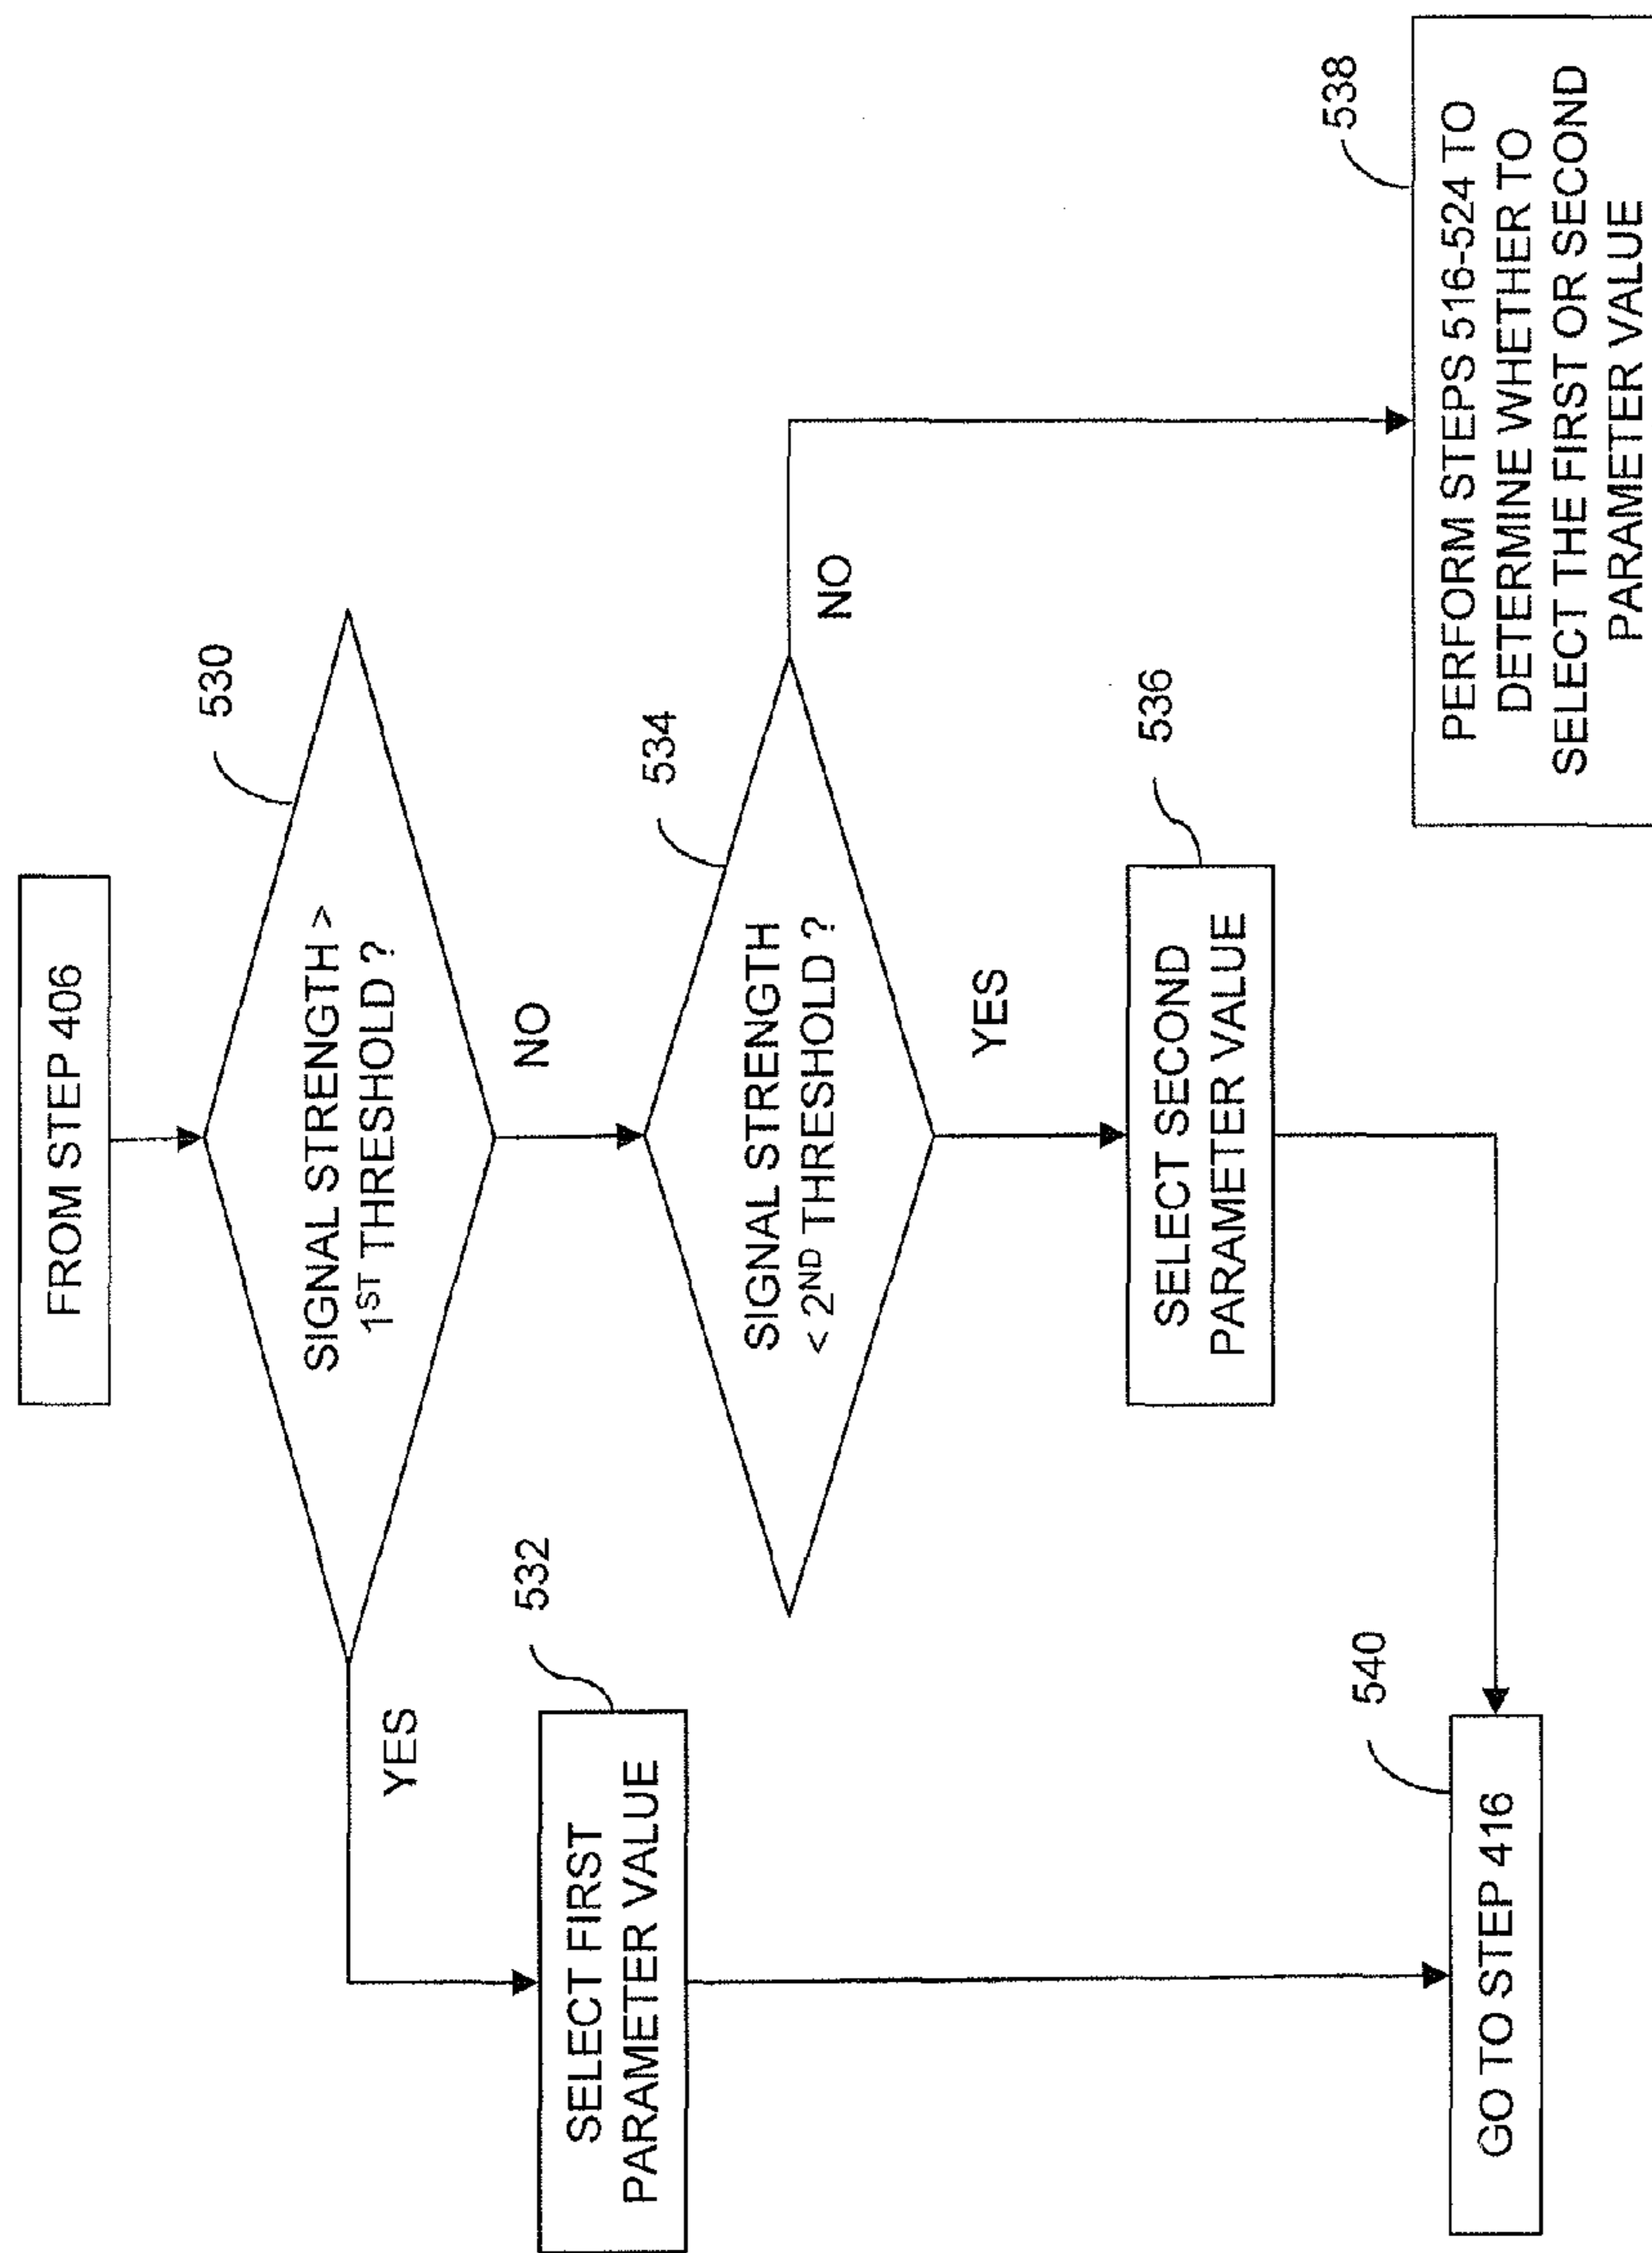 FROM STEP 406
530
SIGNAL STRENGTH >
1ST THRESHOLD ?
YES
NO
532
SELECT FIRST
PARAMETER VALUE
534
SIGNAL STRENGTH
< 2ND THRESHOLD ?
NO
YES
536
SELECT SECOND
PARAMETER VALUE
538
PERFORM STEPS 516-524 TO
DETERMINE WHETHER TO
SELECT THE FIRST OR SECOND
PARAMETER VALUE
540
GO TO STEP 416